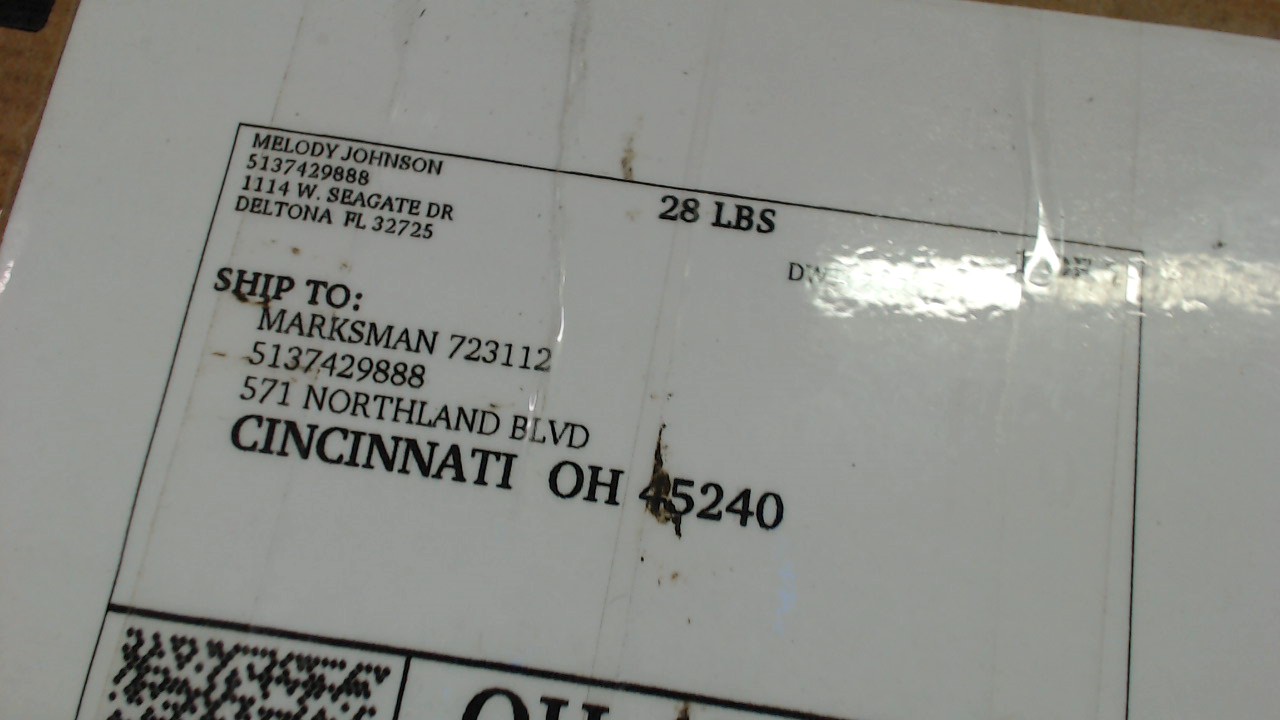 MELODY JOHNSON
5137429888
1114 W. SEAGATE DR
DELTONA FL 32725
28 LBS
SHIP TO:
MARKSMAN 723112
5137429888
571 NORTHLAND BLVD
CINCINNATI OH 45240
OH